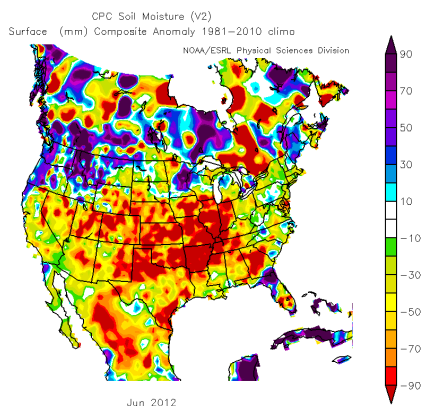 CPC Soil Moisture (V2)
Surface (mm) Composite Anomaly 1981−2010 climo
NOAA/ESRL Physical Sciences Division
90
70
50
30
10
−10
−30
−50
−70
−90
Jun 2012